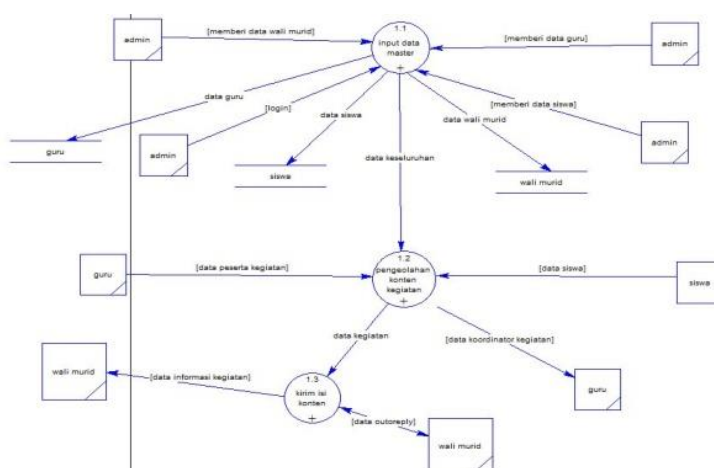 admin
[memberi data wali murid]
1.1
input data
master
+
[memberi data guru]
admin
data guru
[login]
data siswa
data wali murid
[memberi data siswa]
guru
admin
siswa
data keseluruhan
wali murid
admin
guru
[data peserta kegiatan]
1.2
pengeolahan
konten
kegiatan
+
[data siswa]
siswa
data kegiatan
[data koordinator kegiatan]
wali murid
[data informasi kegiatan]
1.3
kirim isi
konten
+
guru
[data outoreply]
wali murid